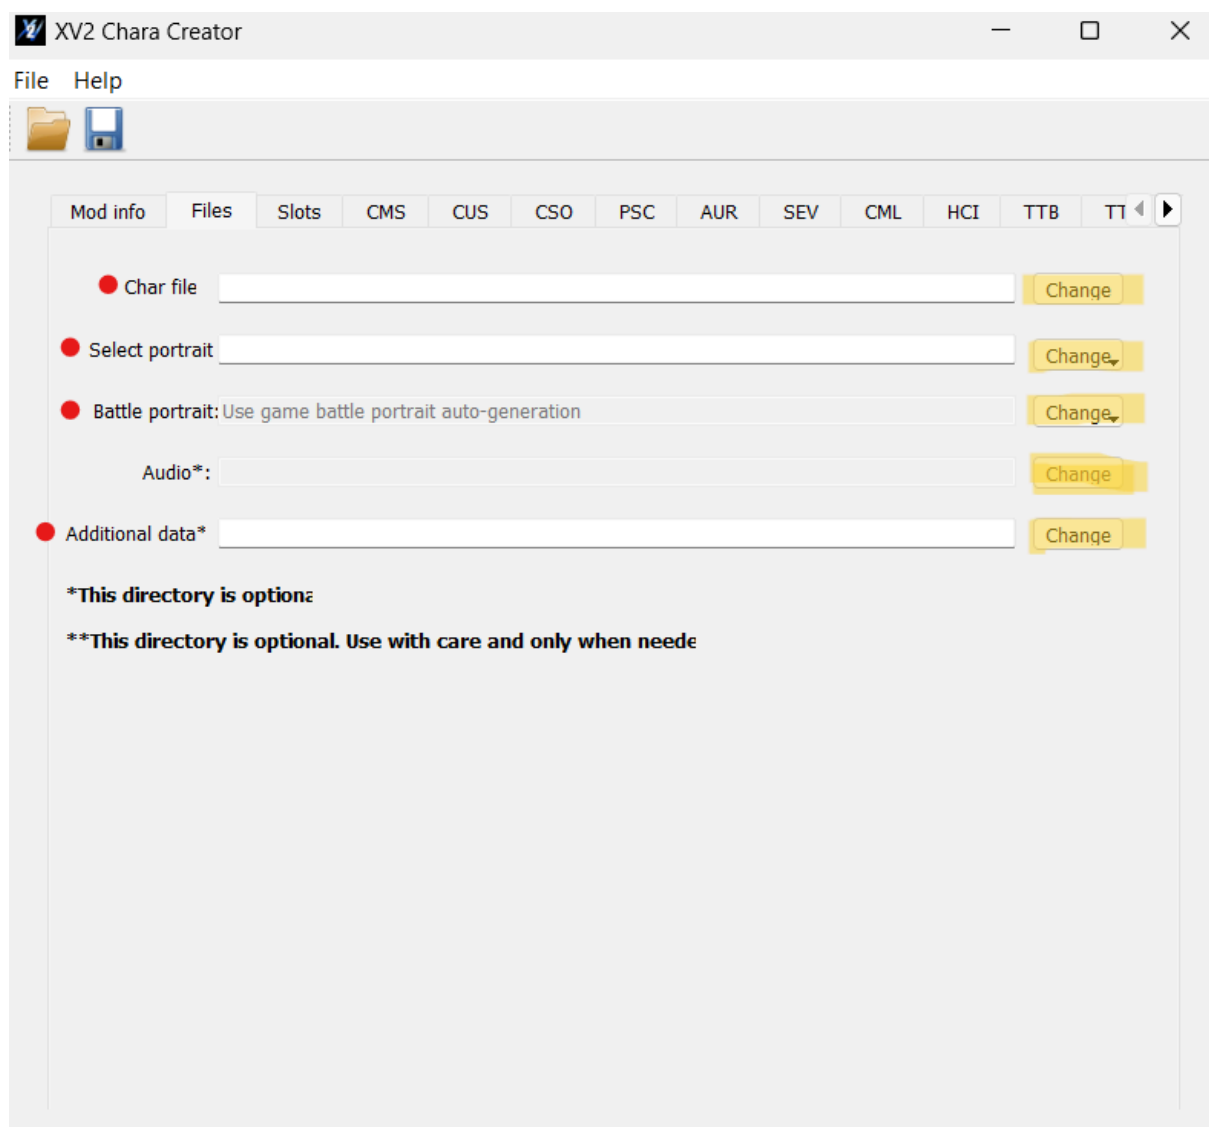 XV2 Chara Creator
File Help
Mod info Files Slots CMS CUS CSO PSC AUR SEV CML HCI TTB TT
Char file Change
Select portrait Change
Battle portrait: Use game battle portrait auto-generation Change
Audio*: Change
Additional data* Change
*This directory is optiona
**This directory is optional. Use with care and only when neede